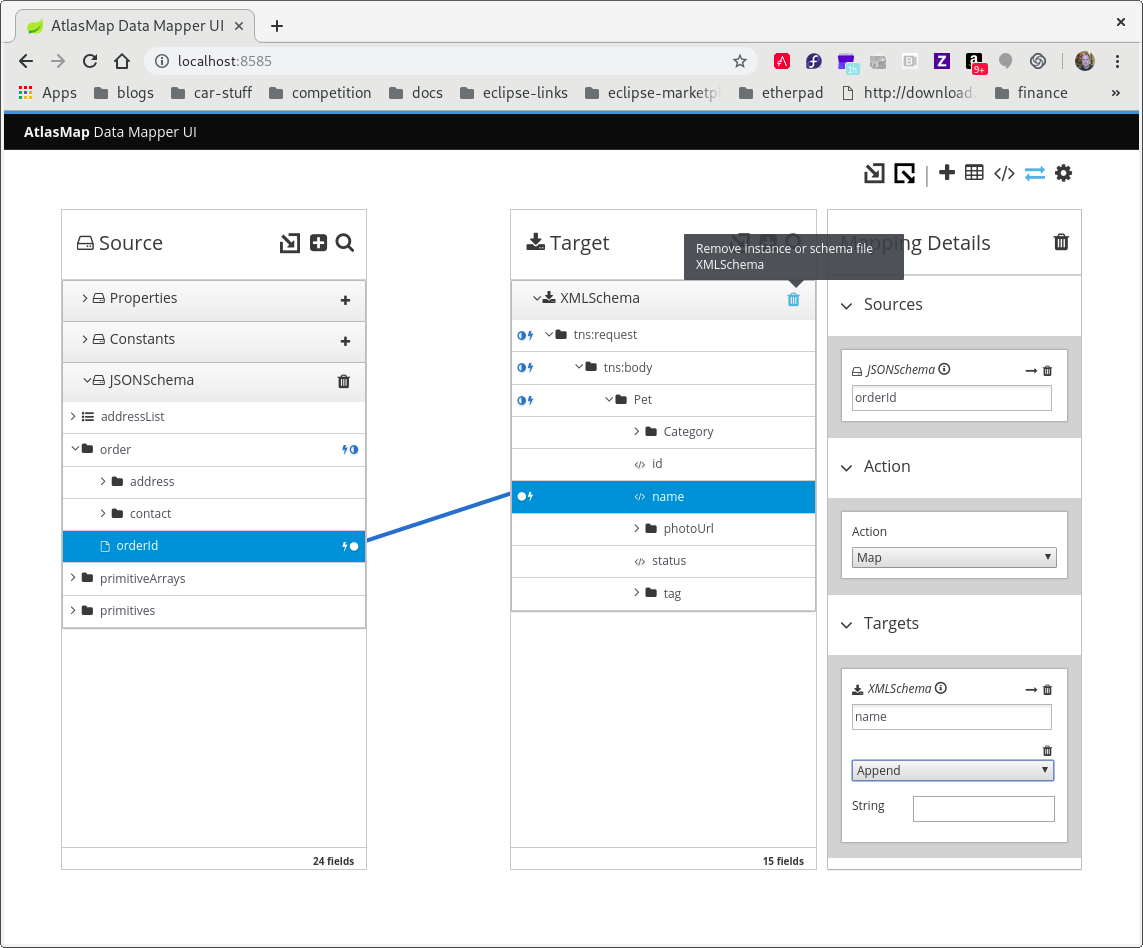 AtlasMap Data Mapper UI
localhost:8585
1h
9+
Apps blogs car-stuff competition docs eclipse-links eclipse-marketpl etherpad http://download. finance »
AtlasMap Data Mapper UI
Source
Properties
Constants
JSONSchema
addressList
order
address
contact
orderId
primitiveArrays
primitives
24 fields
Target
Remove instance or schema file
XMLSchema
XMLSchema
tns:request
tns:body
Pet
Category
id
name
photoUrl
status
tag
15 fields
Mapping Details
Sources
JSONSchema
orderId
Action
Action
Map
Targets
XMLSchema
name
Append
String